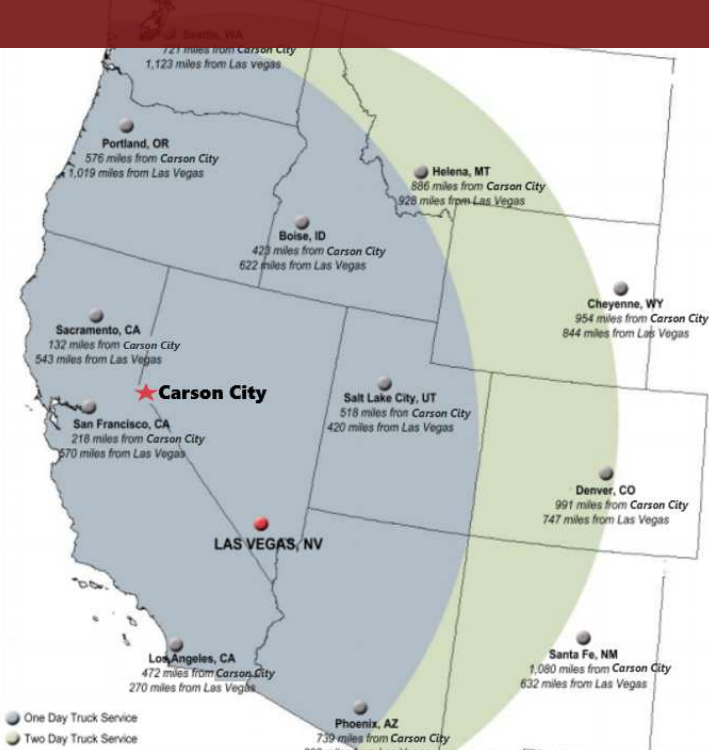 Seattle, WA
721 miles from Carson City
1,123 miles from Las vegas
Portland, OR
576 miles from Carson City
1,019 miles from Las Vegas
Helena, MT
886 miles from Carson City
928 miles from Las Vegas
Boise, ID
423 miles from Carson City
622 miles from Las Vegas
Cheyenne, WY
954 miles from Carson City
844 miles from Las Vegas
Sacramento, CA
132 miles from Carson City
543 miles from Las Vegas
Carson City
Salt Lake City, UT
518 miles fron Carson City
420 miles from Las Vegas
San Francisco, CA
218 miles from Carson City
570 miles from Las Vegas
Denver, CO
991 miles from Carson City
747 miles from Las Vegas
LAS VEGAS, NV
Los Angeles, CA
472 miles from Carson City
270 miles from Las Vegas
Santa Fe, NM
1,080 miles from Carson City
632 miles from Las Vegas
One Day Truck Service
Two Day Truck Service
Phoenix, AZ
739 miles from Carson City